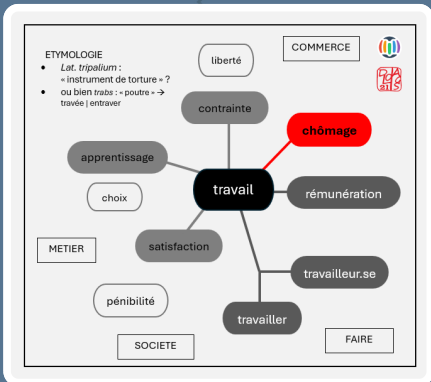 ETYMOLOGIE
• Lat. tripalium :
« instrument de torture » ?
• ou bien trabs : « poutre » →
travée | entraver
liberté
COMMERCE
contrainte
chômage
apprentissage
travail
rémunération
choix
satisfaction
METIER
travailleur.se
pénibilité
travailler
SOCIETE
FAIRE